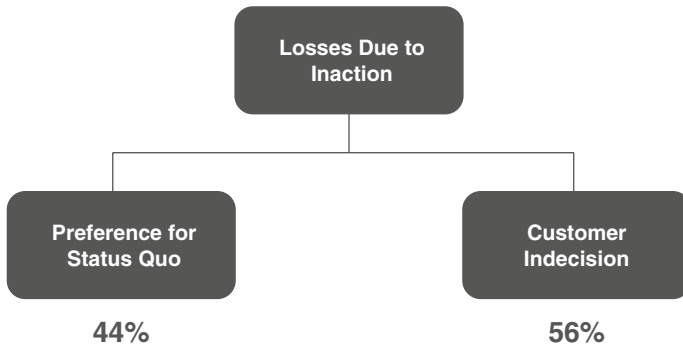 Losses Due to
Inaction
Preference for
Status Quo
Customer
Indecision
44%
56%